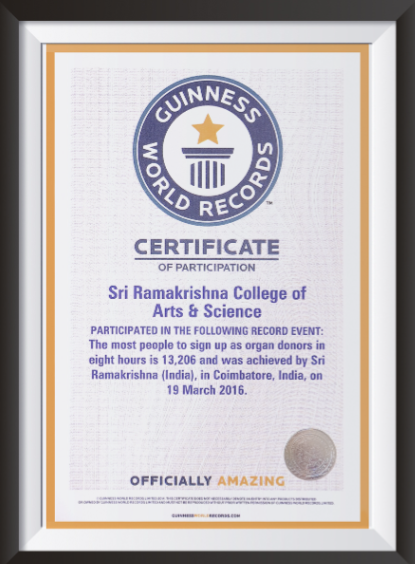 GUINNESS
WORLD RECORDS
CERTIFICATE
OF PARTICIPATION
Sri Ramakrishna College of
Arts & Science
PARTICIPATED IN THE FOLLOWING RECORD EVENT:
The most people to sign up as organ donors in
eight hours is 13,206 and was achieved by Sri
Ramakrishna (India), in Coimbatore, India, on
19 March 2016.
OFFICIALLY AMAZING
GUINNESSWORLDRECORDS.COM